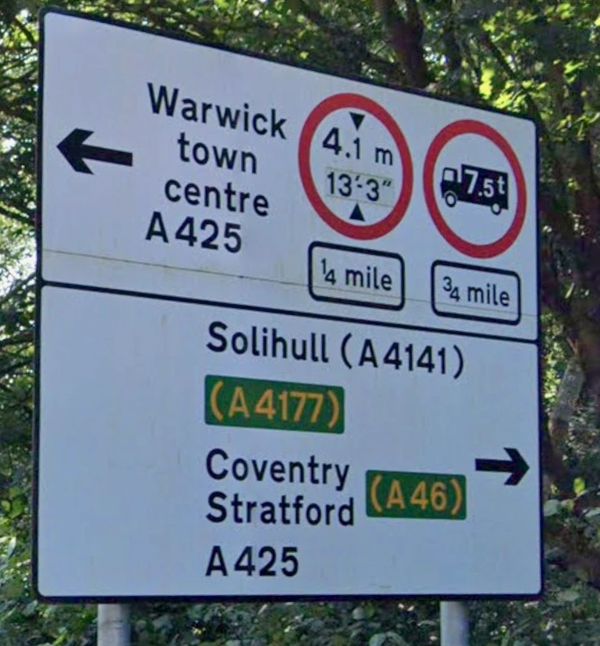 Warwick
town
centre
A425
4.1 m
13'-3"
7.5t
¼ mile
¾ mile
Solihull (A4141)
(A4177)
Coventry
Stratford
(A46)
A425